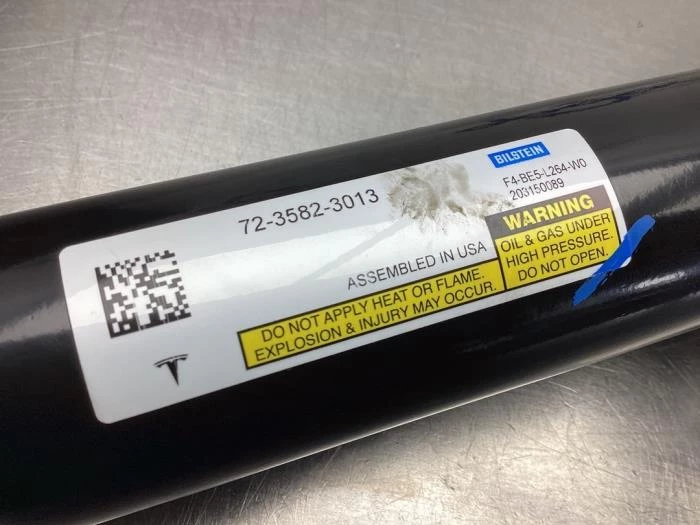 BILSTEIN
72-3582-3013
F4-BE5-L264-W0
203150089
ASSEMBLED IN USA
WARNING
OIL & GAS UNDER
HIGH PRESSURE.
DO NOT OPEN.
DO NOT APPLY HEAT OR FLAME.
EXPLOSION & INJURY MAY OCCUR.